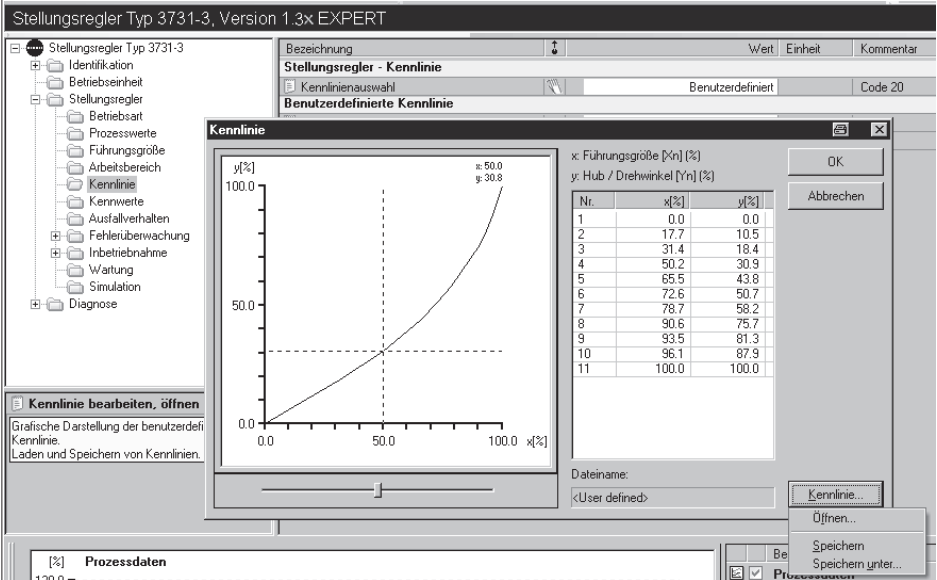 Stellungsregler Typ 3731-3, Version 1.3x EXPERT
Stellungsregler Typ 3731-3
Identifikation
Betriebseinheit
Stellungsregler
Betriebsart
Prozesswerte
Führungsgröße
Arbeitsbereich
Kennlinie
Kennwerte
Ausfallverhalten
Fehlerüberwachung
Inbetriebnahme
Wartung
Simulation
Diagnose
Bezeichnung Wert Einheit Kommentar
Stellungsregler - Kennlinie
Kennlinienauswahl Benutzerdefiniert Code 20
Benutzerdefinierte Kennlinie
Kennlinie
y[%]
x: 50.0
y: 30.8
100.0
50.0
0.0
0.0 50.0 100.0 x[%]
x: Führungsgröße [Xn] (%)
y: Hub / Drehwinkel [Yn] (%)
Nr. x[%] y[%]
1 0.0 0.0
2 17.7 10.5
3 31.4 18.4
4 50.2 30.9
5 65.5 43.8
6 72.6 50.7
7 78.7 58.2
8 90.6 75.7
9 93.5 81.3
10 96.1 87.9
11 100.0 100.0
Dateiname:
<User defined>
OK
Abbrechen
Kennlinie...
Öffnen...
Speichern
Speichern unter...
Kennlinie bearbeiten, öffnen
Grafische Darstellung der benutzerdefi
Kennlinie.
Laden und Speichern von Kennlinien.
[%] Prozessdaten
120.0
Be
Prozessdaten